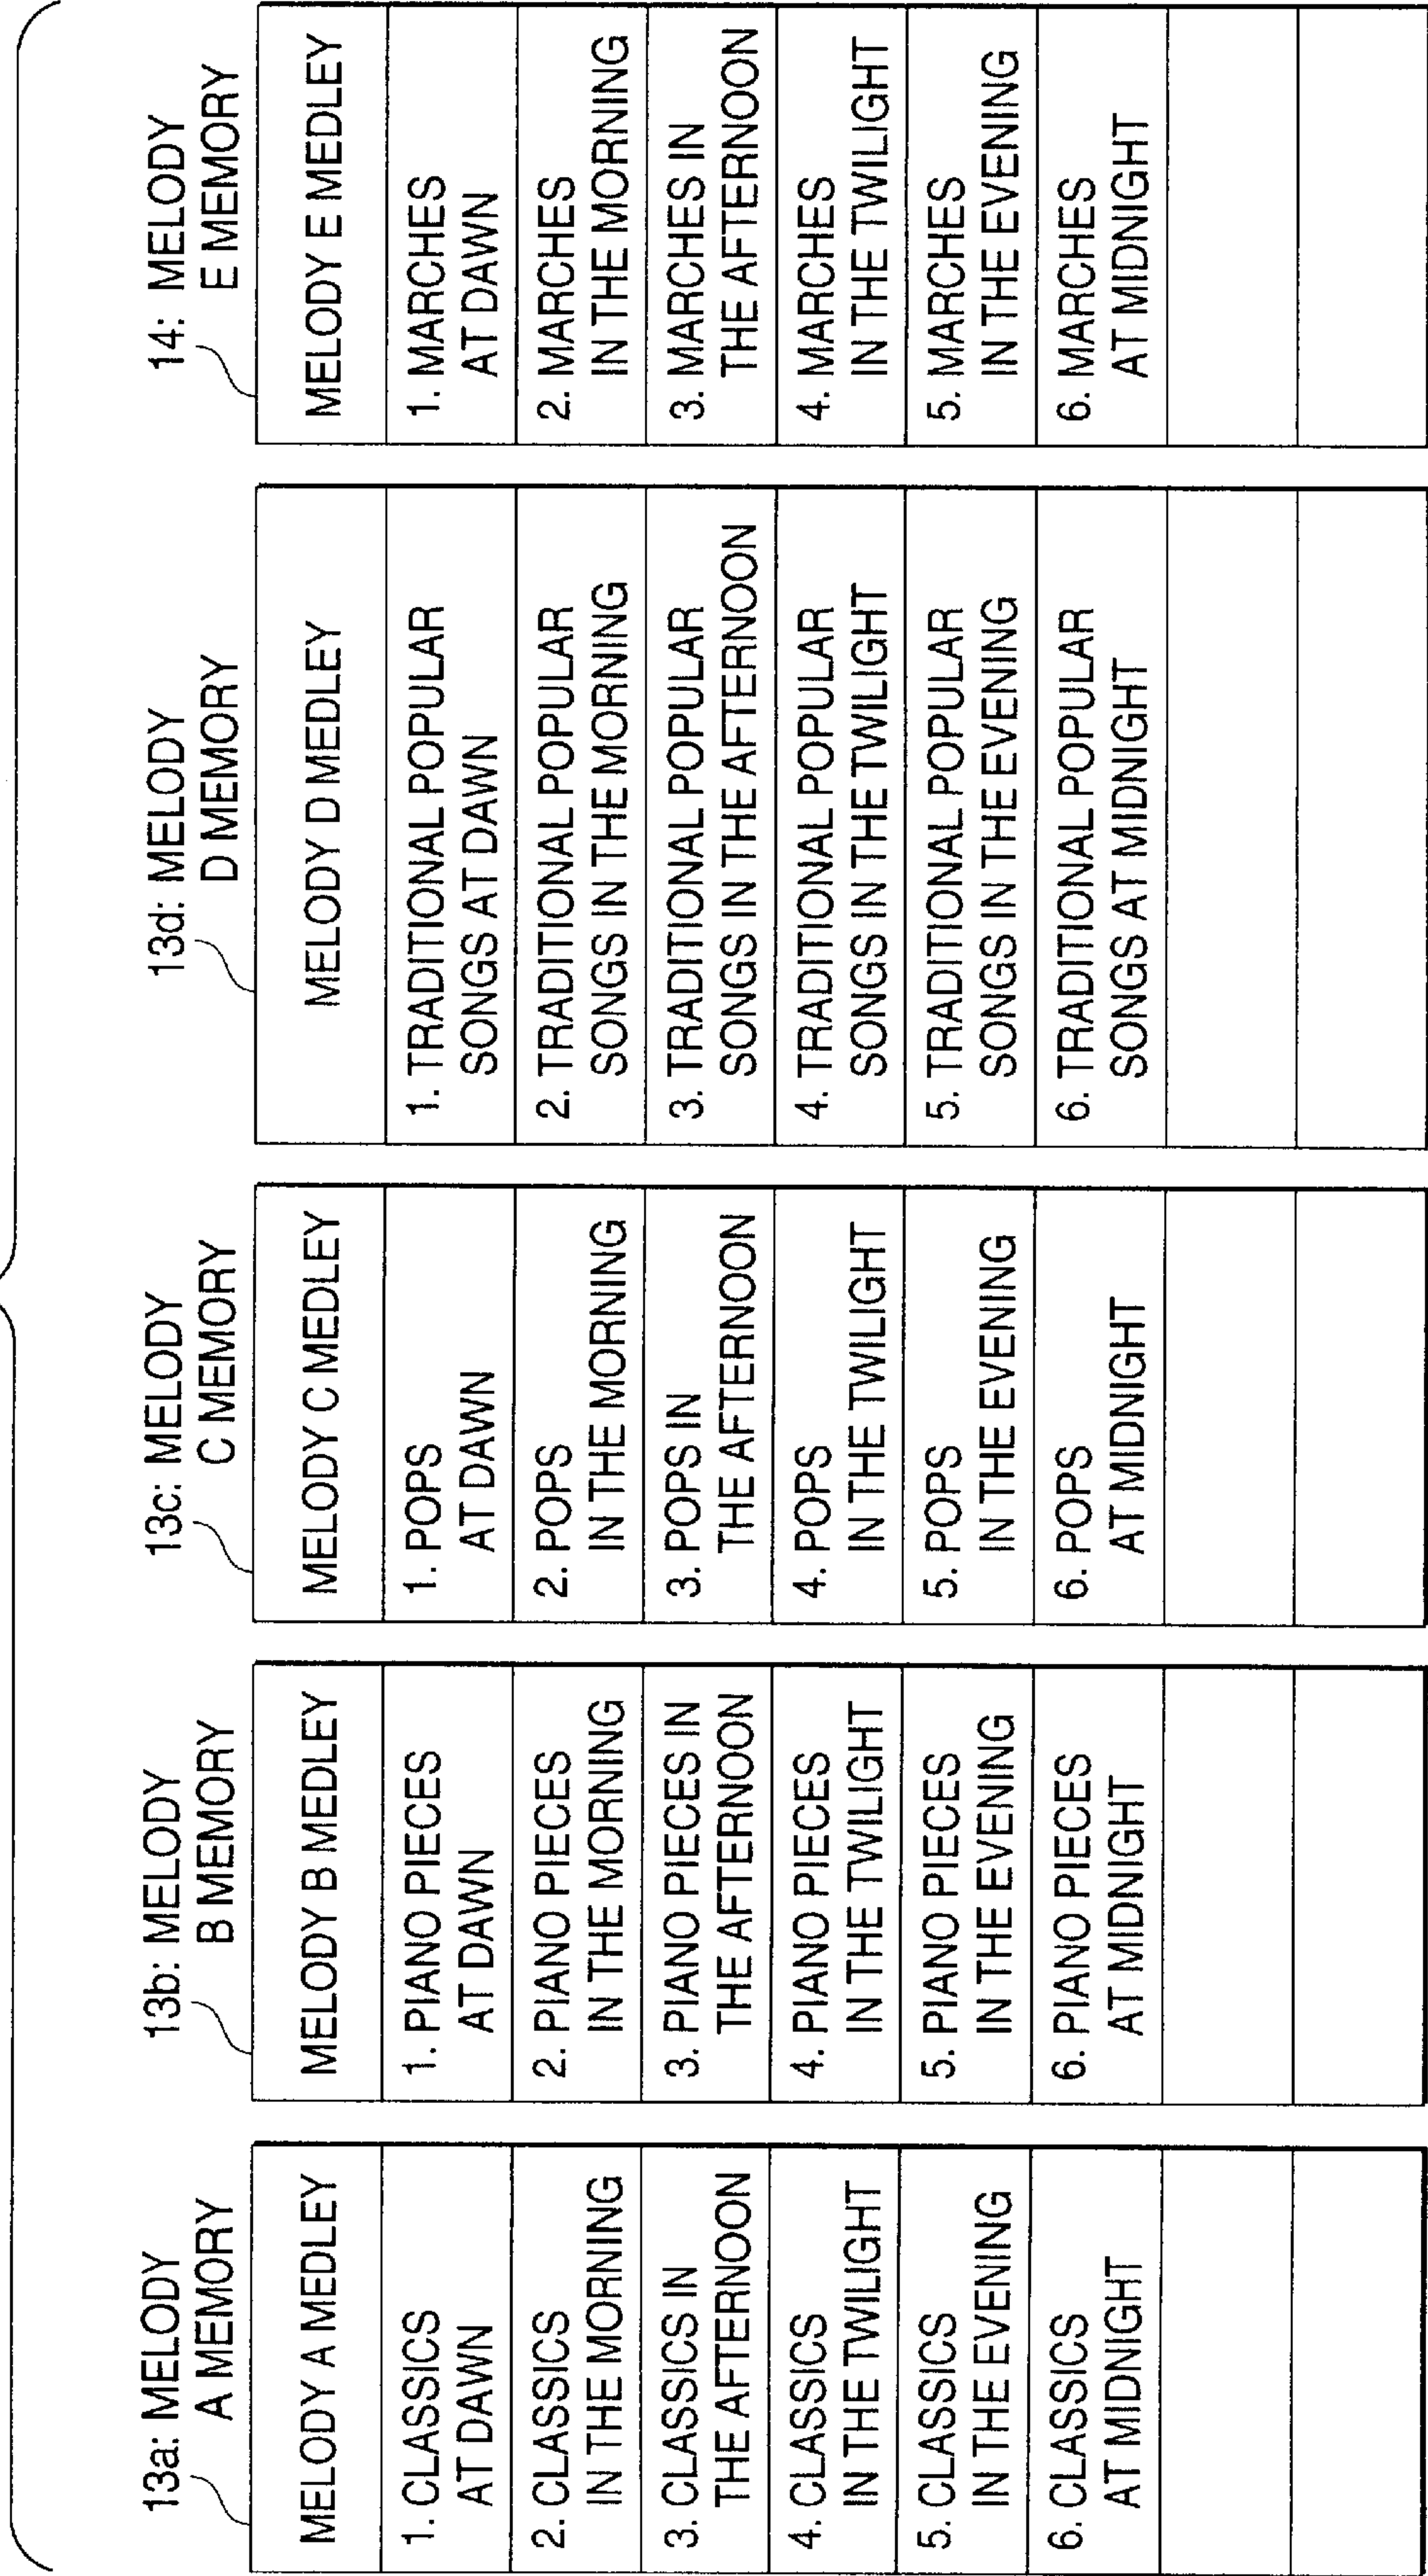 13a: MELODY
A MEMORY
MELODY A MEDLEY
1. CLASSICS
AT DAWN
2. CLASSICS
IN THE MORNING
3. CLASSICS IN
THE AFTERNOON
4. CLASSICS
IN THE TWILIGHT
5. CLASSICS
IN THE EVENING
6. CLASSICS
AT MIDNIGHT
13b: MELODY
B MEMORY
MELODY B MEDLEY
1. PIANO PIECES
AT DAWN
2. PIANO PIECES
IN THE MORNING
3. PIANO PIECES IN
THE AFTERNOON
4. PIANO PIECES
IN THE TWILIGHT
5. PIANO PIECES
IN THE EVENING
6. PIANO PIECES
AT MIDNIGHT
13c: MELODY
C MEMORY
MELODY C MEDLEY
1. POPS
AT DAWN
2. POPS
IN THE MORNING
3. POPS IN
THE AFTERNOON
4. POPS
IN THE TWILIGHT
5. POPS
IN THE EVENING
6. POPS
AT MIDNIGHT
13d: MELODY
D MEMORY
MELODY D MEDLEY
1. TRADITIONAL POPULAR
SONGS AT DAWN
2. TRADITIONAL POPULAR
SONGS IN THE MORNING
3. TRADITIONAL POPULAR
SONGS IN THE AFTERNOON
4. TRADITIONAL POPULAR
SONGS IN THE TWILIGHT
5. TRADITIONAL POPULAR
SONGS IN THE EVENING
6. TRADITIONAL POPULAR
SONGS AT MIDNIGHT
14: MELODY
E MEMORY
MELODY E MEDLEY
1. MARCHES
AT DAWN
2. MARCHES
IN THE MORNING
3. MARCHES IN
THE AFTERNOON
4. MARCHES
IN THE TWILIGHT
5. MARCHES
IN THE EVENING
6. MARCHES
AT MIDNIGHT